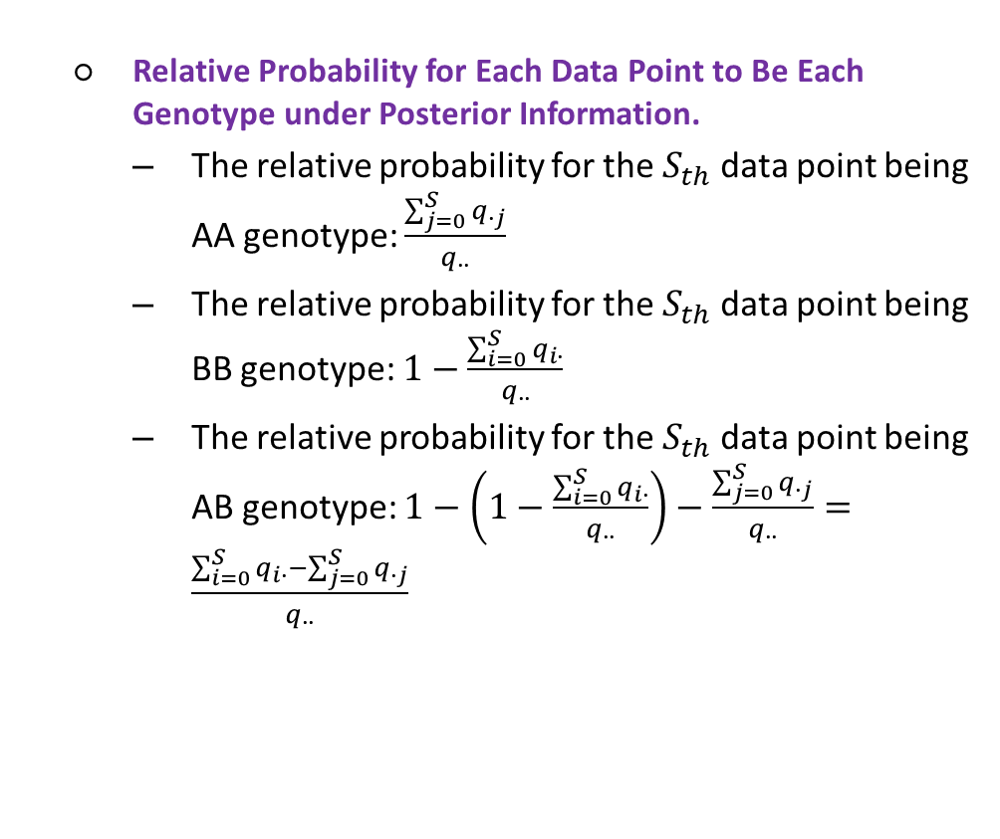 ○ Relative Probability for Each Data Point to Be Each
Genotype under Posterior Information.
– The relative probability for the $S_{th}$ data point being
AA genotype: $\frac{\sum_{j=0}^{S} q_{\cdot j}}{q_{\cdot\cdot}}$
– The relative probability for the $S_{th}$ data point being
BB genotype: $1 - \frac{\sum_{i=0}^{S} q_{i\cdot}}{q_{\cdot\cdot}}$
– The relative probability for the $S_{th}$ data point being
AB genotype: $1 - \left(1 - \frac{\sum_{i=0}^{S} q_{i\cdot}}{q_{\cdot\cdot}}\right) - \frac{\sum_{j=0}^{S} q_{\cdot j}}{q_{\cdot\cdot}} =$
$\frac{\sum_{i=0}^{S} q_{i\cdot} - \sum_{j=0}^{S} q_{\cdot j}}{q_{\cdot\cdot}}$